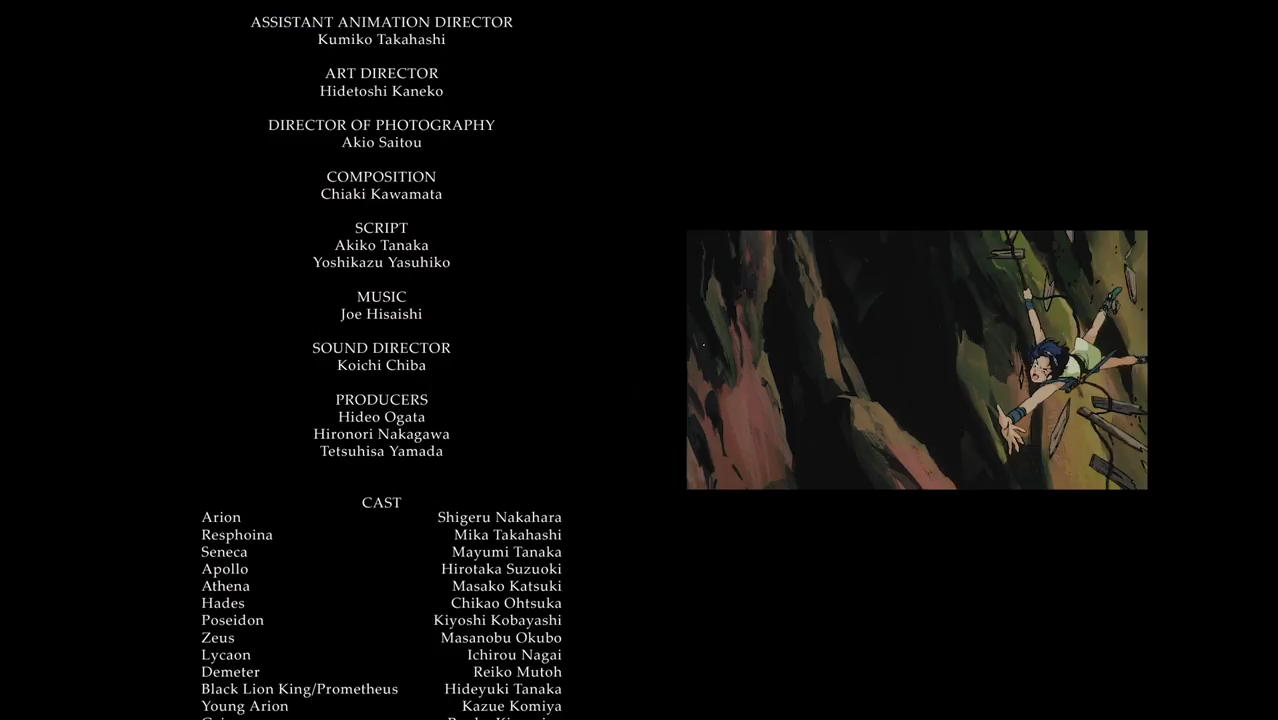 ASSISTANT ANIMATION DIRECTOR
Kumiko Takahashi
ART DIRECTOR
Hidetoshi Kaneko
DIRECTOR OF PHOTOGRAPHY
Akio Saitou
COMPOSITION
Chiaki Kawamata
SCRIPT
Akiko Tanaka
Yoshikazu Yasuhiko
MUSIC
Joe Hisaishi
SOUND DIRECTOR
Koichi Chiba
PRODUCERS
Hideo Ogata
Hironori Nakagawa
Tetsuhisa Yamada
CAST
Arion Shigeru Nakahara
Resphoina Mika Takahashi
Seneca Mayumi Tanaka
Apollo Hirotaka Suzuoki
Athena Masako Katsuki
Hades Chikao Ohtsuka
Poseidon Kiyoshi Kobayashi
Zeus Masanobu Okubo
Lycaon Ichirou Nagai
Demeter Reiko Mutoh
Black Lion King/Prometheus Hideyuki Tanaka
Young Arion Kazue Komiya